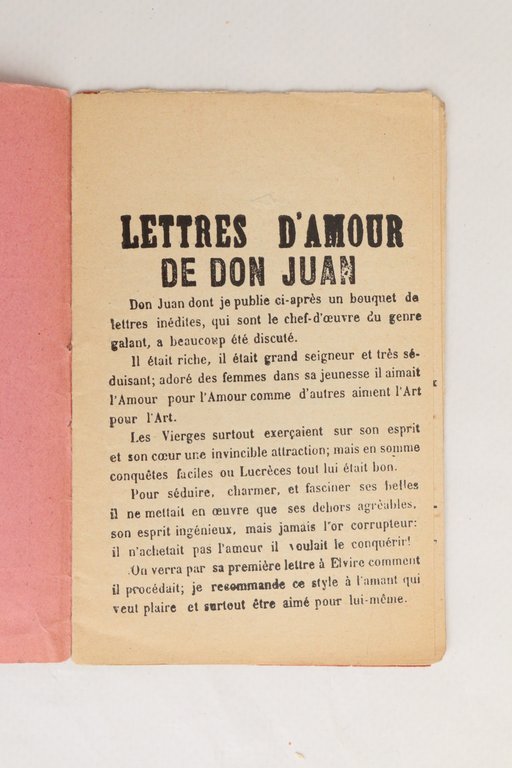 LETTRES D'AMOUR
DE DON JUAN
Don Juan dont je publie ci-après un bouquet de
lettres inédites, qui sont le chef-d'œuvre du genre
galant, a beaucoup été discuté.
Il était riche, il était grand seigneur et très sé-
duisant; adoré des femmes dans sa jeunesse il aimait
l'Amour pour l'Amour comme d'autres aiment l'Art
pour l'Art.
Les Vierges surtout exerçaient sur son esprit
et son cœur une invincible attraction; mais en somme
conquêtes faciles ou Lucrèces tout lui était bon.
Pour séduire, charmer, et fasciner ses belles
il ne mettait en œuvre que ses dehors agréables,
son esprit ingénieux, mais jamais l'or corrupteur:
il n'achetait pas l'amour il voulait le conquérir!
On verra par sa première lettre à Elvire comment
il procédait; je recommande ce style à l'amant qui
veut plaire et surtout être aimé pour lui-même.